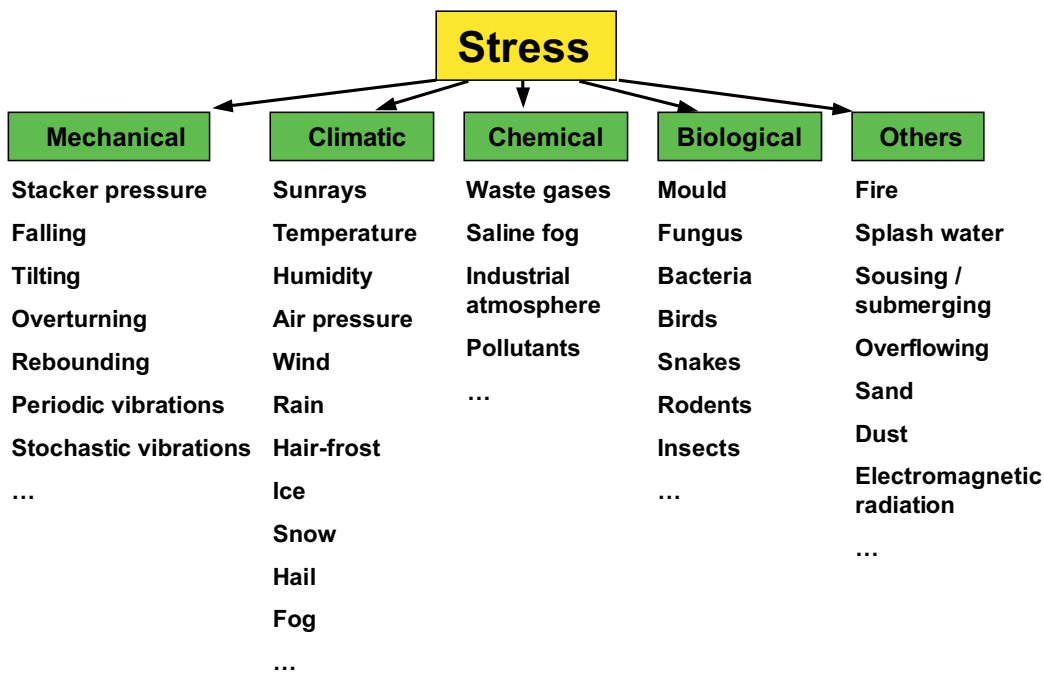 Stress
Mechanical
Stacker pressure
Falling
Tilting
Overturning
Rebounding
Periodic vibrations
Stochastic vibrations
…
Climatic
Sunrays
Temperature
Humidity
Air pressure
Wind
Rain
Hair-frost
Ice
Snow
Hail
Fog
…
Chemical
Waste gases
Saline fog
Industrial
atmosphere
Pollutants
…
Biological
Mould
Fungus
Bacteria
Birds
Snakes
Rodents
Insects
…
Others
Fire
Splash water
Sousing /
submerging
Overflowing
Sand
Dust
Electromagnetic
radiation
…